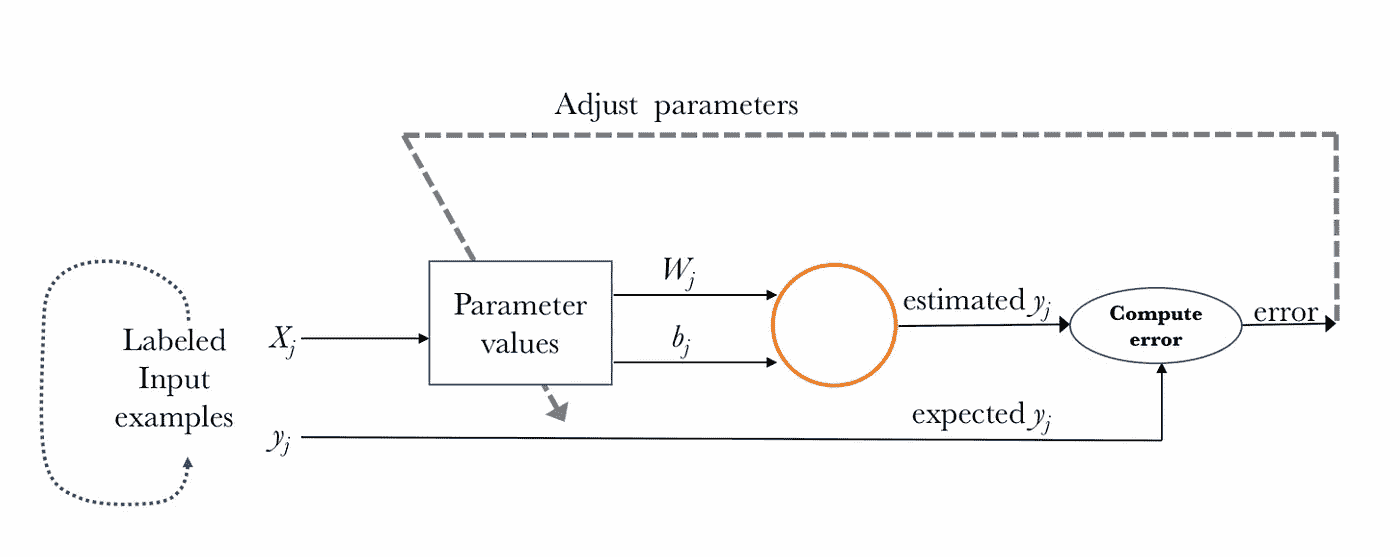 Adjust parameters
W_j
Parameter
values
b_j
estimated y_j
Compute
error
error
Labeled
Input
examples
X_j
y_j
expected y_j